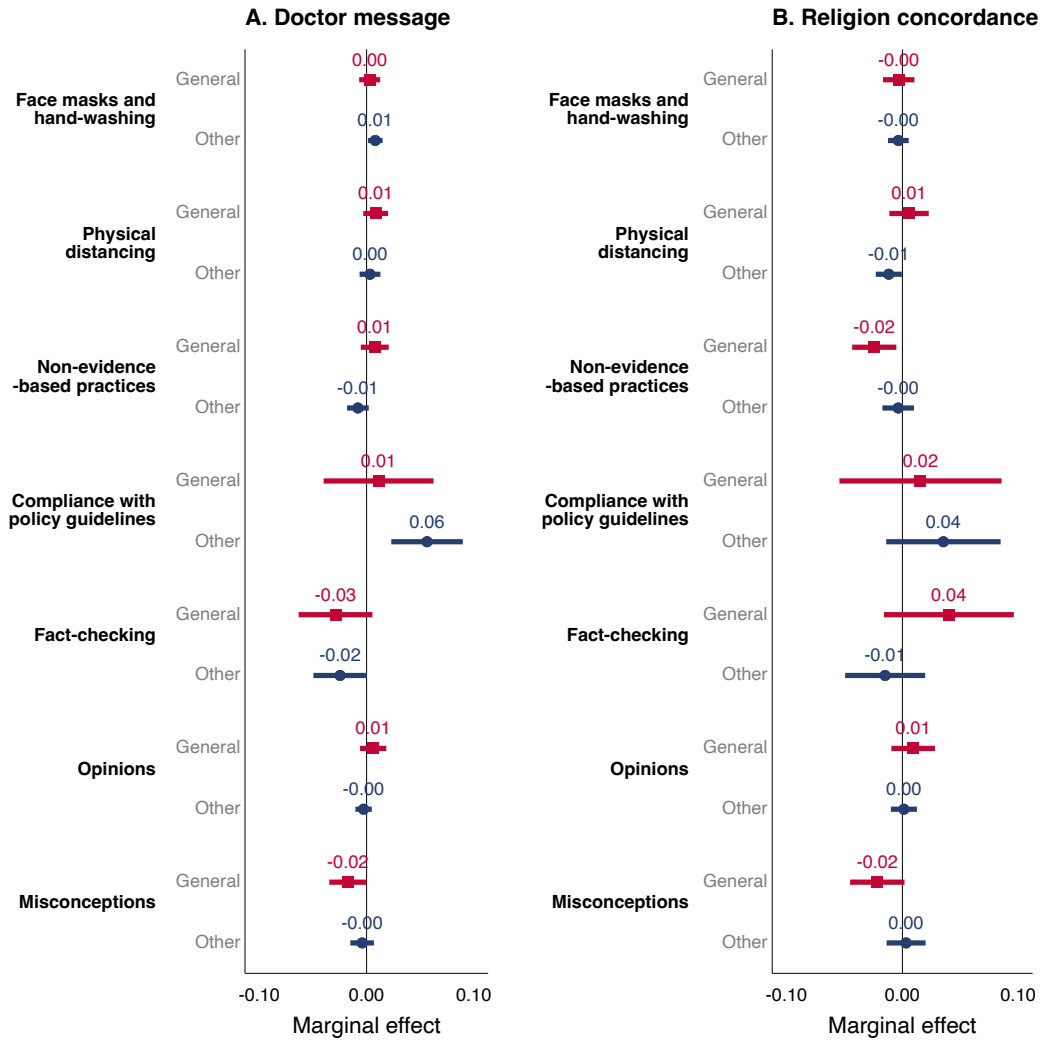 A. Doctor message
0.00
General
Face masks and
hand-washing
0.01
Other
0.01
General
Physical
distancing
0.00
Other
0.01
General
Non-evidence
-based practices
-0.01
Other
0.01
General
Compliance with
policy guidelines
0.06
Other
-0.03
General
Fact-checking
-0.02
Other
0.01
General
Opinions
-0.00
Other
-0.02
General
Misconceptions
-0.00
Other
-0.10 0.00 0.10
Marginal effect
B. Religion concordance
-0.00
General
Face masks and
hand-washing
-0.00
Other
0.01
General
Physical
distancing
-0.01
Other
-0.02
General
Non-evidence
-based practices
-0.00
Other
0.02
General
Compliance with
policy guidelines
0.04
Other
0.04
General
Fact-checking
-0.01
Other
0.01
General
Opinions
0.00
Other
-0.02
General
Misconceptions
0.00
Other
-0.10 0.00 0.10
Marginal effect